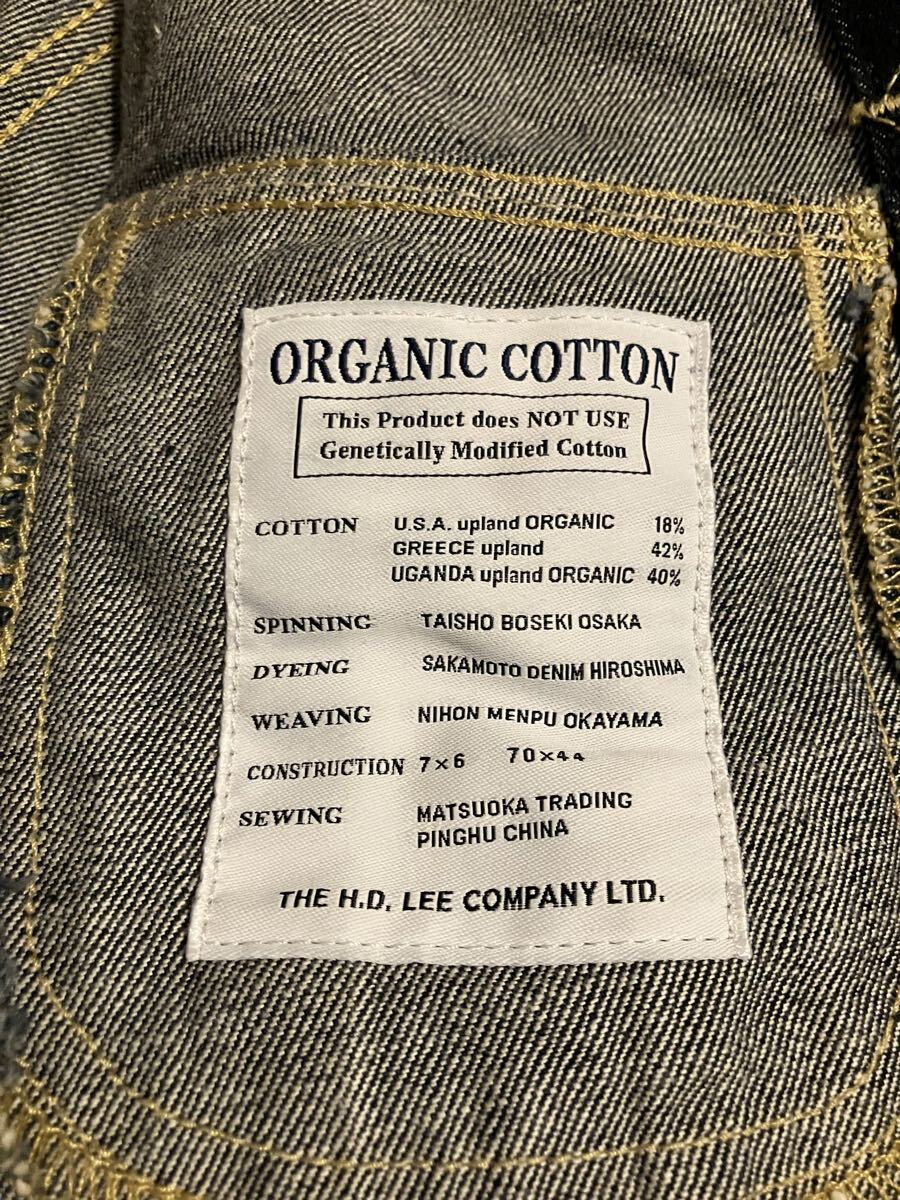 ORGANIC COTTON
This Product does NOT USE
Genetically Modified Cotton
COTTON U.S.A. upland ORGANIC 18%
GREECE upland 42%
UGANDA upland ORGANIC 40%
SPINNING TAISHO BOSEKI OSAKA
DYEING SAKAMOTO DENIM HIROSHIMA
WEAVING NIHON MENPU OKAYAMA
CONSTRUCTION 7×6 70×44
SEWING MATSUOKA TRADING
PINGHU CHINA
THE H.D. LEE COMPANY LTD.